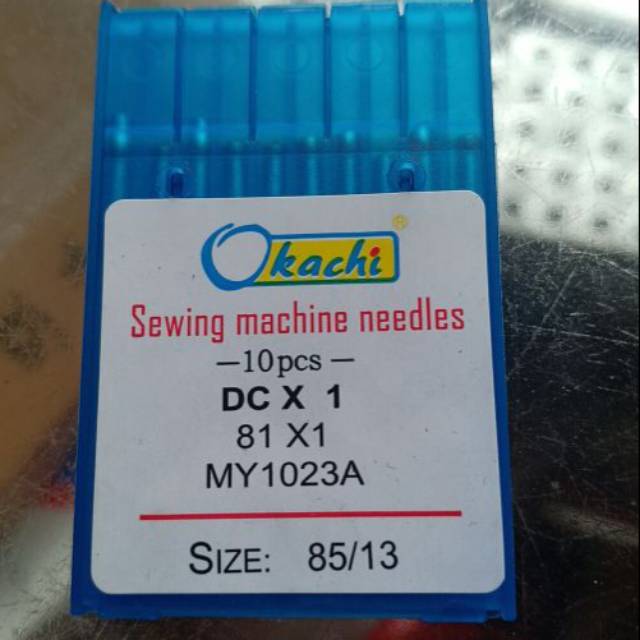 Okachi ®
Sewing machine needles
—10pcs—
DC X 1
81 X1
MY1023A
SIZE: 85/13